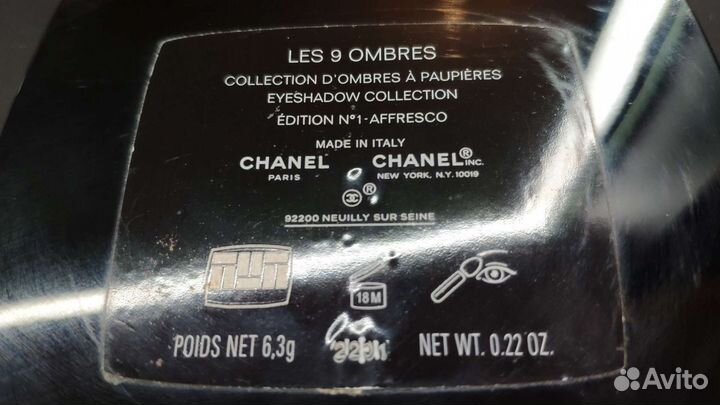 LES 9 OMBRES
COLLECTION D'OMBRES À PAUPIÈRES
EYESHADOW COLLECTION
ÉDITION N°1-AFFRESCO
MADE IN ITALY
CHANEL CHANEL® INC.
PARIS NEW YORK, N.Y. 10019
®
92200 NEUILLY SUR SEINE
18 M
POIDS NET 6,3g NET WT. 0.22 OZ.
Avito